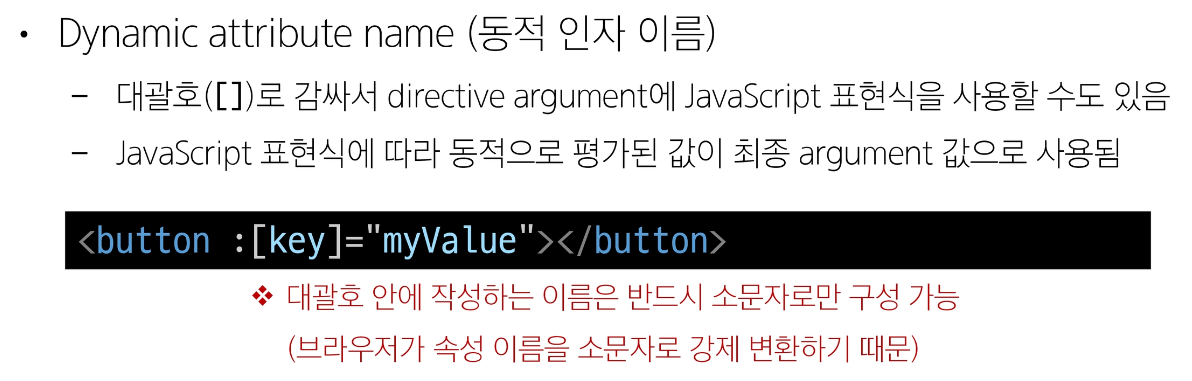 • Dynamic attribute name (동적 인자 이름)
– 대괄호([])로 감싸서 directive argument에 JavaScript 표현식을 사용할 수도 있음
– JavaScript 표현식에 따라 동적으로 평가된 값이 최종 argument 값으로 사용됨
<button :[key]="myValue"></button>
❖ 대괄호 안에 작성하는 이름은 반드시 소문자로만 구성 가능
(브라우저가 속성 이름을 소문자로 강제 변환하기 때문)